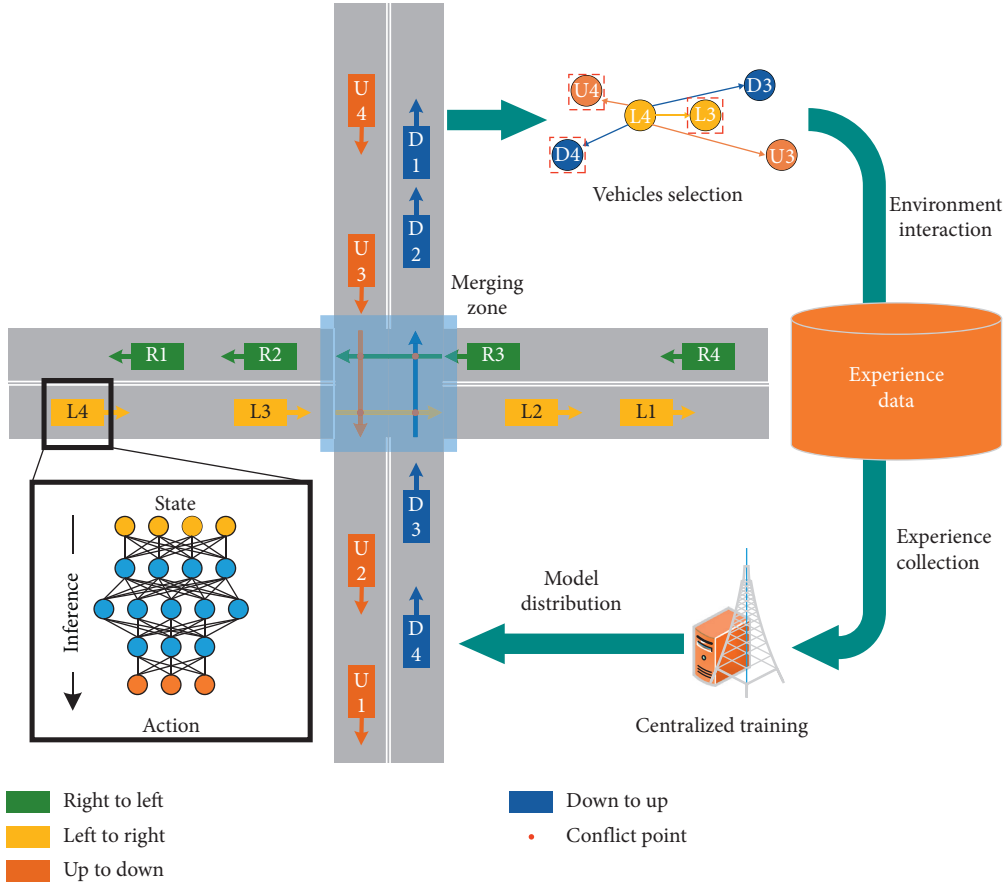 U
4
D
1
D
2
U
3
U4
L4
L3
D3
D4
U3
Vehicles selection
Environment
interaction
Merging
zone
R1
R2
R3
R4
L4
L3
L2
L1
Experience
data
State
Inference
Action
D
3
U
2
D
4
U
1
Model
distribution
Experience
collection
Centralized training
Right to left
Left to right
Up to down
Down to up
Conflict point